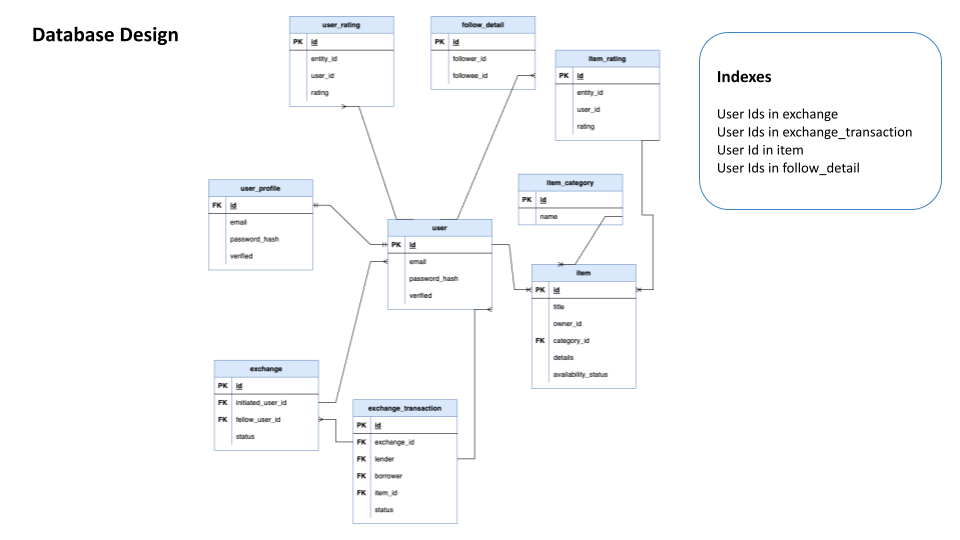 Database Design
user_rating
PK id
entity_id
user_id
rating
follow_detail
PK id
follower_id
followee_id
item_rating
PK id
entity_id
user_id
rating
Indexes
User Ids in exchange
User Ids in exchange_transaction
User Id in item
User Ids in follow_detail
user_profile
FK id
email
password_hash
verified
item_category
PK id
name
user
PK id
email
password_hash
verified
item
PK id
title
owner_id
FK category_id
details
availability_status
exchange
PK id
FK initiated_user_id
FK fellow_user_id
status
exchange_transaction
PK id
FK exchange_id
FK lender
FK borrower
FK item_id
status